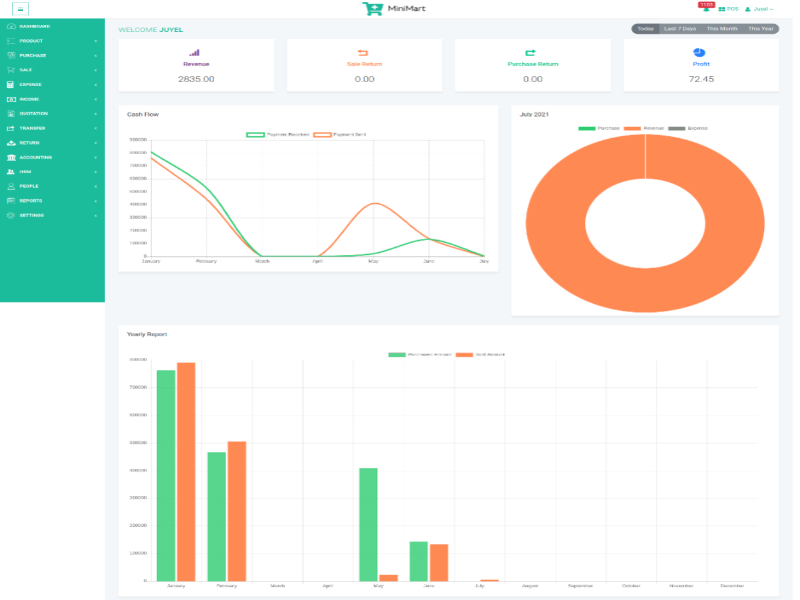 MiniMart
1105
POS
Juyel
DASHBOARD
PRODUCT
PURCHASE
SALE
EXPENSE
INCOME
QUOTATION
TRANSFER
RETURN
ACCOUNTING
HRM
PEOPLE
REPORTS
SETTINGS
WELCOME JUYEL
Today Last 7 Days This Month This Year
Revenue
2835.00
Sale Return
0.00
Purchase Return
0.00
Profit
72.45
Cash Flow
Payment Received Payment Sent
900000
800000
700000
600000
500000
400000
300000
200000
100000
0
January February March April May June July
July 2021
Purchase Revenue Expense
Yearly Report
Purchased Amount Sold Amount
800000
700000
600000
500000
400000
300000
200000
100000
0
January February March April May June July August September October November December